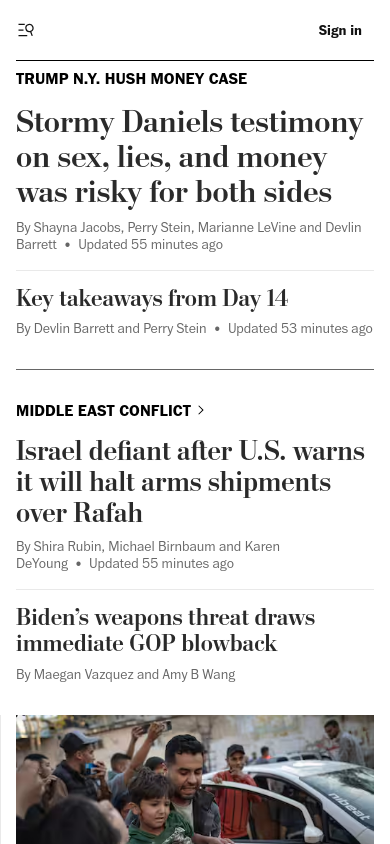 Sign in
TRUMP N.Y. HUSH MONEY CASE
Stormy Daniels testimony
on sex, lies, and money
was risky for both sides
By Shayna Jacobs, Perry Stein, Marianne LeVine and Devlin
Barrett • Updated 55 minutes ago
Key takeaways from Day 14
By Devlin Barrett and Perry Stein • Updated 53 minutes ago
MIDDLE EAST CONFLICT >
Israel defiant after U.S. warns
it will halt arms shipments
over Rafah
By Shira Rubin, Michael Birnbaum and Karen
DeYoung • Updated 55 minutes ago
Biden’s weapons threat draws
immediate GOP blowback
By Maegan Vazquez and Amy B Wang